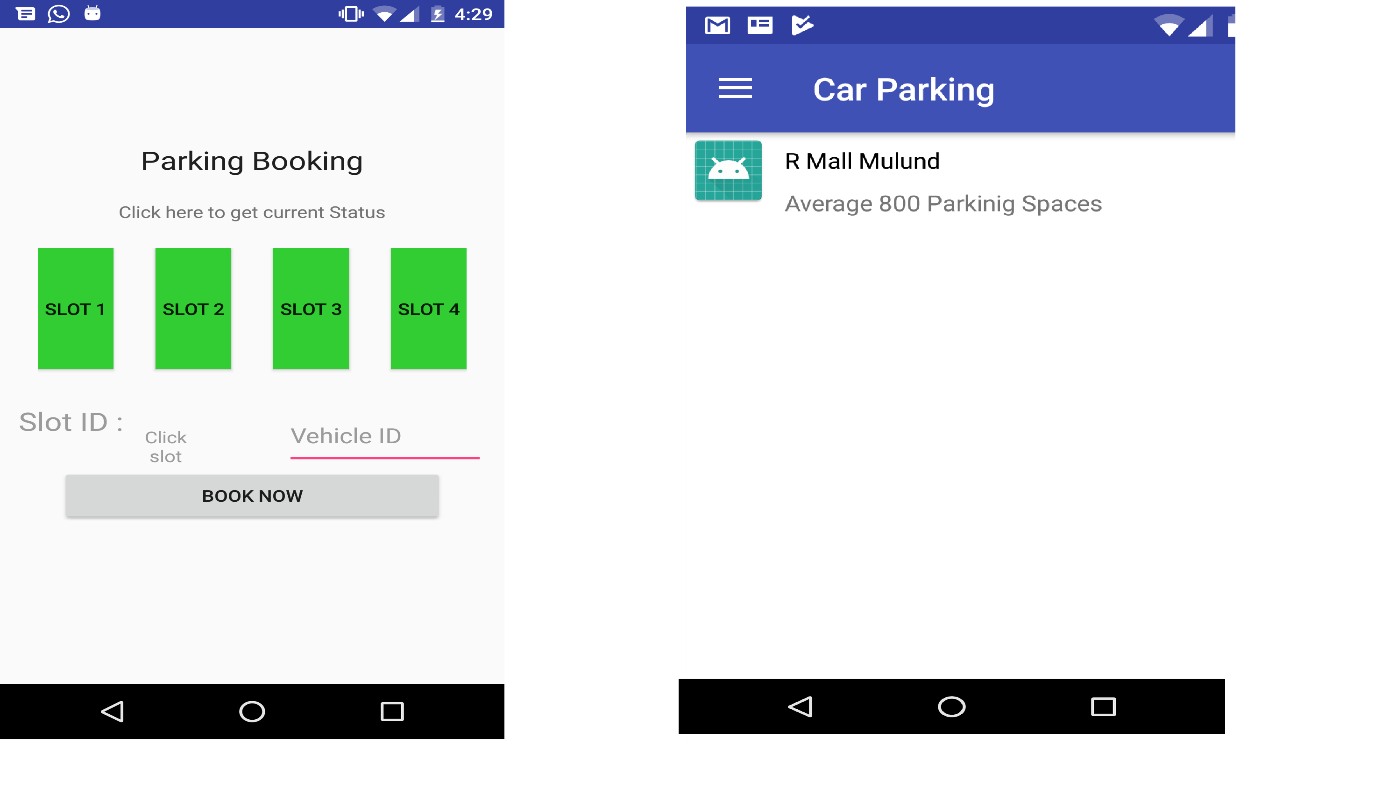 4:29
Parking Booking
Click here to get current Status
SLOT 1
SLOT 2
SLOT 3
SLOT 4
Slot ID :
Click
slot
Vehicle ID
BOOK NOW
Car Parking
R Mall Mulund
Average 800 Parkinig Spaces